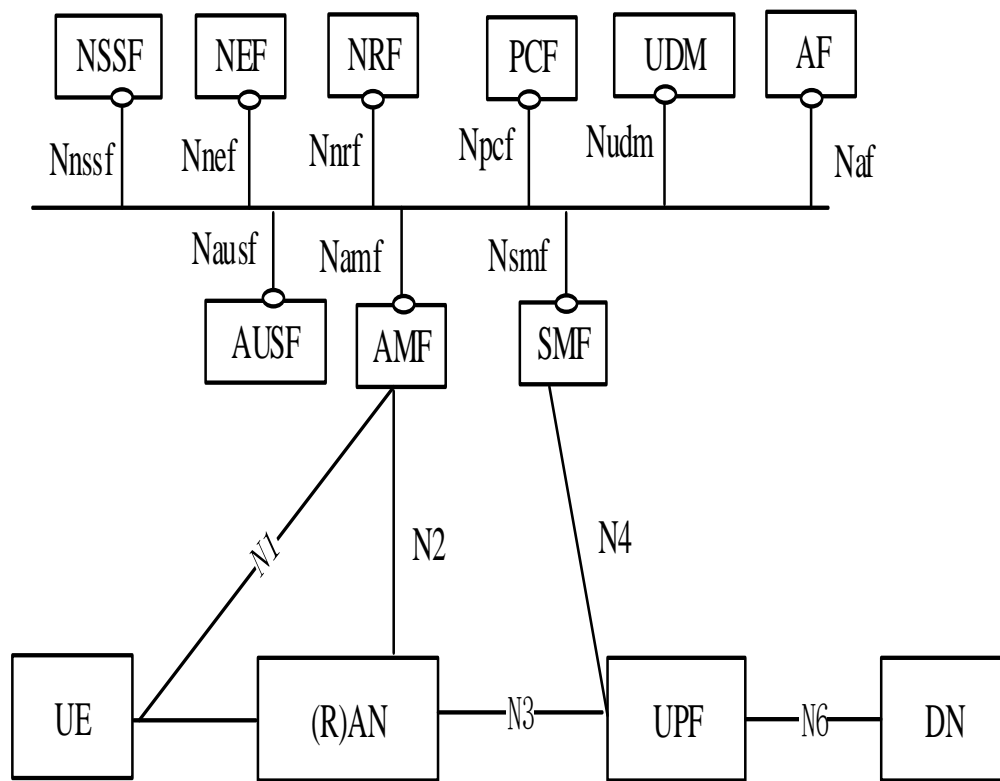 NSSF NEF NRF PCF UDM AF
Nnssf Nnef Nnrf Npcf Nudm Naf
Nausf Namf Nsmf
AUSF AMF SMF
N1 N2 N4
UE (R)AN N3 UPF N6 DN